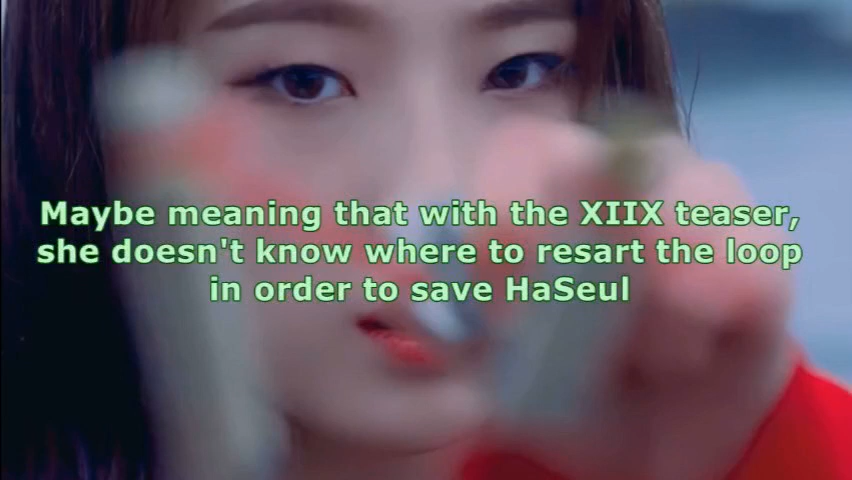 Maybe meaning that with the XIIX teaser,
she doesn't know where to resart the loop
in order to save HaSeul